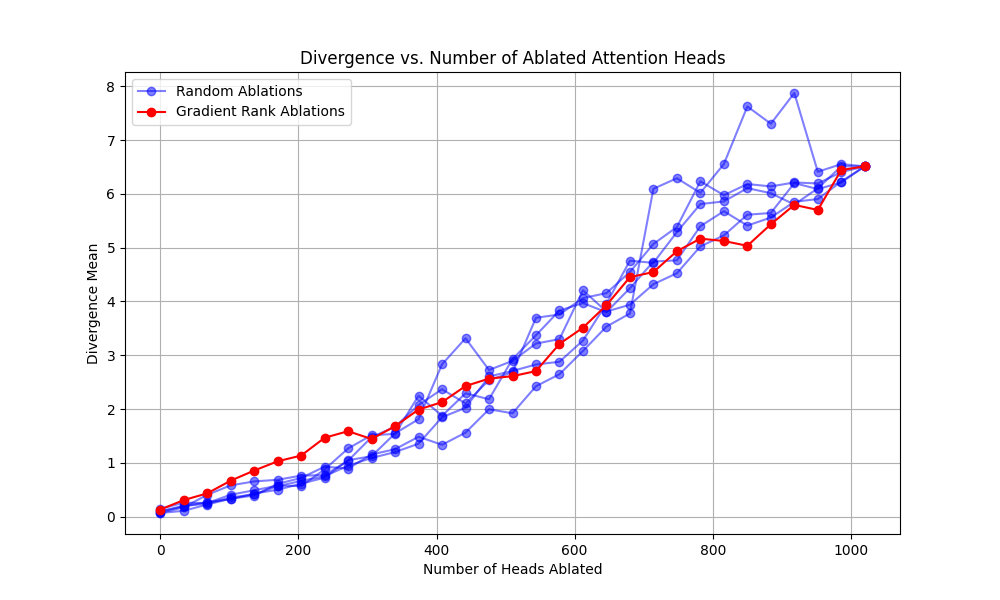 Divergence vs. Number of Ablated Attention Heads
Random Ablations
Gradient Rank Ablations
8
7
6
5
4
3
2
1
0
Divergence Mean
0 200 400 600 800 1000
Number of Heads Ablated